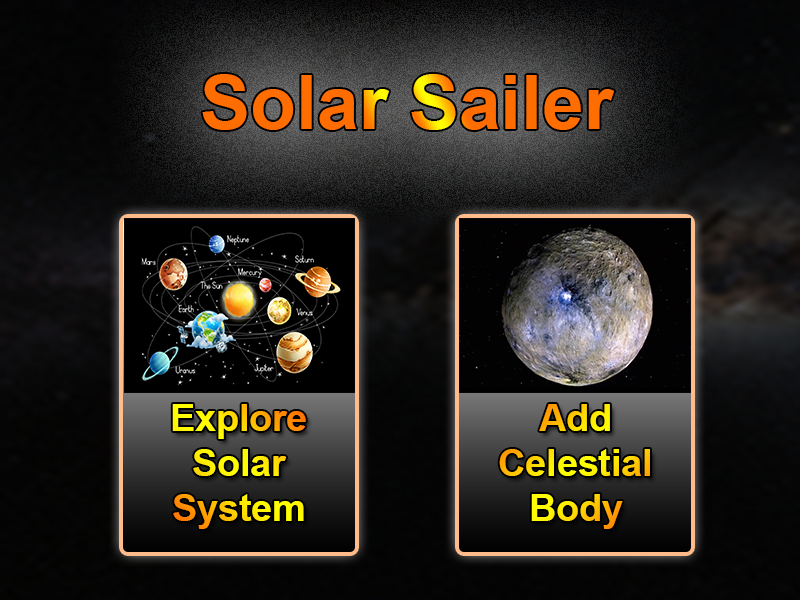 Solar Sailer
Neptune
Mars
Saturn
Mercury
The Sun
Earth
Venus
Uranus
Jupiter
Explore
Solar
System
Add
Celestial
Body